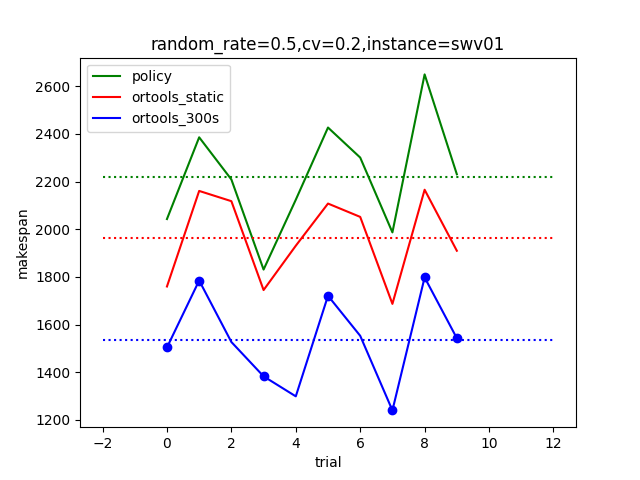 random_rate=0.5,cv=0.2,instance=swv01
policy
ortools_static
ortools_300s
makespan
2600
2400
2200
2000
1800
1600
1400
1200
−2 0 2 4 6 8 10 12
trial